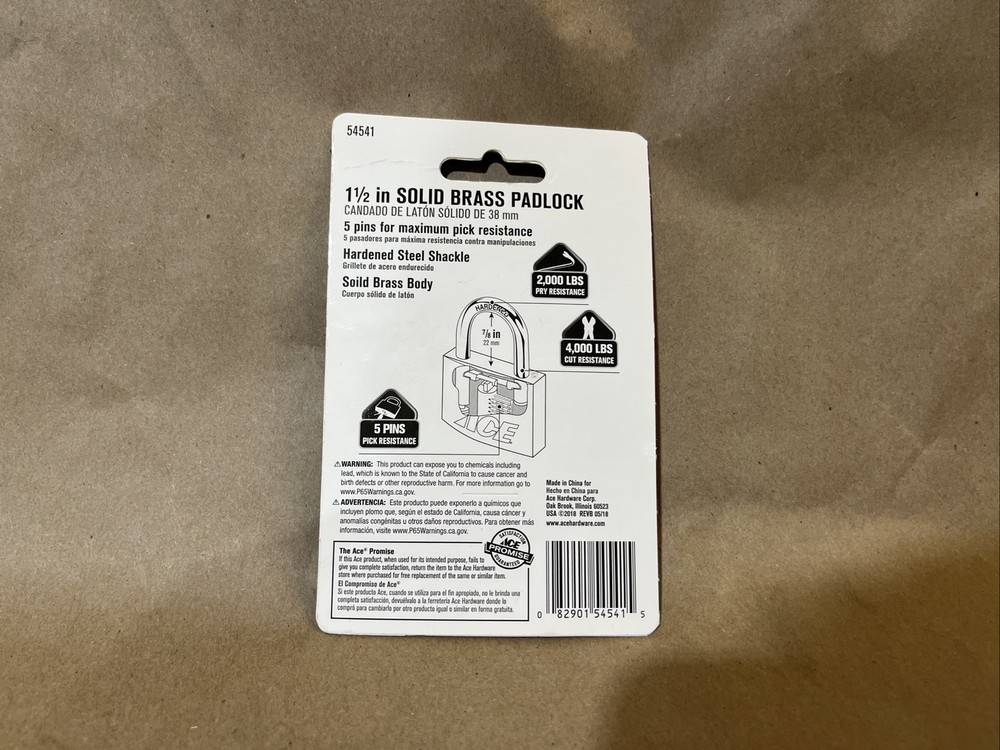 54541
1½ in SOLID BRASS PADLOCK
CANDADO DE LATÓN SÓLIDO DE 38 mm
5 pins for maximum pick resistance
5 pasadores para máxima resistencia contra manipulaciones
Hardened Steel Shackle
Grillete de acero endurecido
Soild Brass Body
Cuerpo sólido de latón
2,000 LBS
PRY RESISTANCE
HARDENED
7/8 in
22 mm
4,000 LBS
CUT RESISTANCE
5 PINS
PICK RESISTANCE
ACE
⚠WARNING: This product can expose you to chemicals including
lead, which is known to the State of California to cause cancer and
birth defects or other reproductive harm. For more information go to
www.P65Warnings.ca.gov.
⚠ADVERTENCIA: Este producto puede exponerlo a químicos que
incluyen plomo que, según el estado de California, causa cáncer y
anomalías congénitas u otros daños reproductivos. Para obtener más
información, visite www.P65Warnings.ca.gov.
Made in China for
Hecho en China para
Ace Hardware Corp.
Oak Brook, Illinois 60523
USA ©2018 REVB 05/18
www.acehardware.com
The Ace® Promise
If this Ace product, when used for its intended purpose, fails to
give you complete satisfaction, return the item to the Ace Hardware
store where purchased for free replacement of the same or similar item.
El Compromiso de Ace®
Si este producto Ace, cuando se utiliza para el fin apropiado, no le brinda una
completa satisfacción, devuélvalo a la ferretería Ace Hardware donde lo
compró para cambiarlo por otro producto igual o similar en forma gratuita.
SATISFACTION
ACE
PROMISE
GUARANTEED
0 82901 54541 5